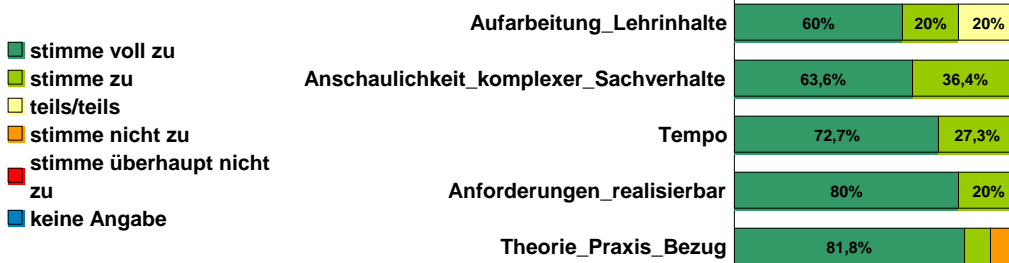 stimme voll zu
stimme zu
teils/teils
stimme nicht zu
stimme überhaupt nicht
zu
keine Angabe
Aufarbeitung_Lehrinhalte 60% 20% 20%
Anschaulichkeit_komplexer_Sachverhalte 63,6% 36,4%
Tempo 72,7% 27,3%
Anforderungen_realisierbar 80% 20%
Theorie_Praxis_Bezug 81,8%